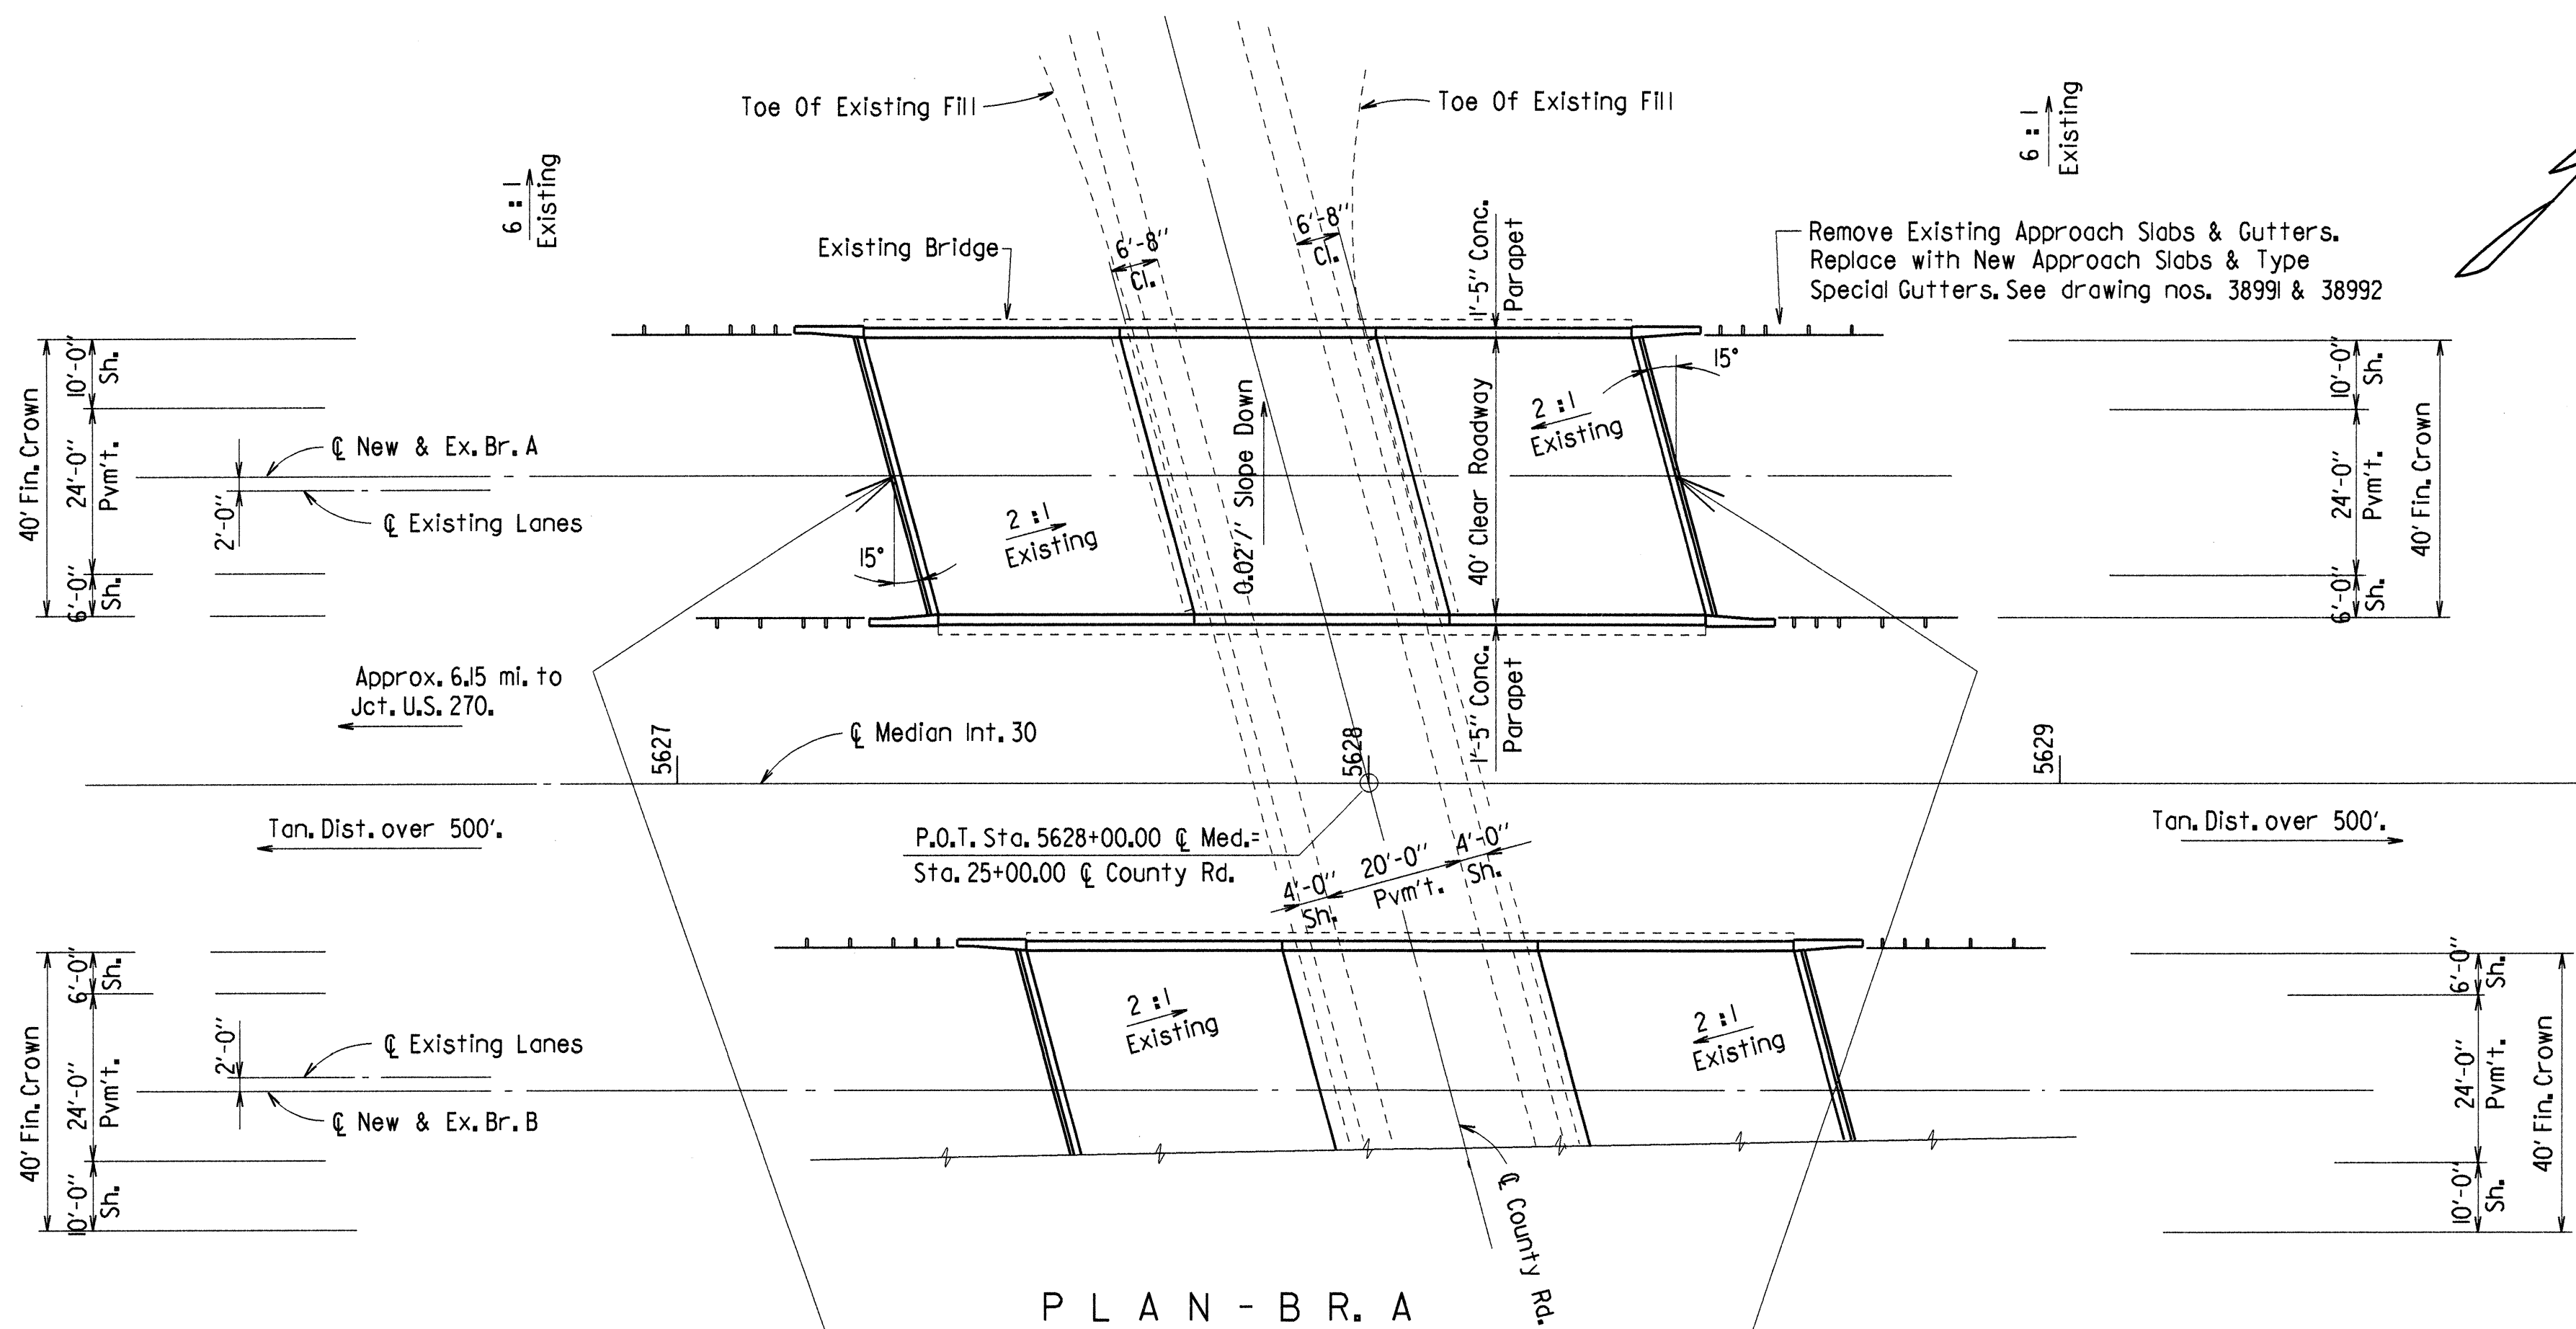 Toe Of Existing Fill
Toe Of Existing Fill
6 : 1
Existing
6 : 1
Existing
Existing Bridge
6'-8"
Cl.
6'-8"
Cl.
1'-5" Conc.
Parapet
Remove Existing Approach Slabs & Gutters.
Replace with New Approach Slabs & Type
Special Gutters. See drawing nos. 38991 & 38992
40' Fin. Crown
10'-0"
Sh.
24'-0"
Pvm't.
6'-0"
Sh.
2'-0"
℄ New & Ex. Br. A
℄ Existing Lanes
15°
2 : 1
Existing
0.02'/' Slope Down
40' Clear Roadway
2 : 1
Existing
15°
10'-0"
Sh.
24'-0"
Pvm't.
6'-0"
Sh.
40' Fin. Crown
1'-5" Conc.
Parapet
Approx. 6.15 mi. to
Jct. U.S. 270.
℄ Median Int. 30
5627
5628
5629
Tan. Dist. over 500'.
Tan. Dist. over 500'.
P.O.T. Sta. 5628+00.00 ℄ Med.=
Sta. 25+00.00 ℄ County Rd.
4'-0"
Sh.
20'-0"
Pvm't.
4'-0"
Sh.
40' Fin. Crown
6'-0"
Sh.
24'-0"
Pvm't.
10'-0"
Sh.
2'-0"
℄ Existing Lanes
℄ New & Ex. Br. B
2 : 1
Existing
2 : 1
Existing
6'-0"
Sh.
24'-0"
Pvm't.
10'-0"
Sh.
40' Fin. Crown
℄ County Rd.
PLAN - BR. A